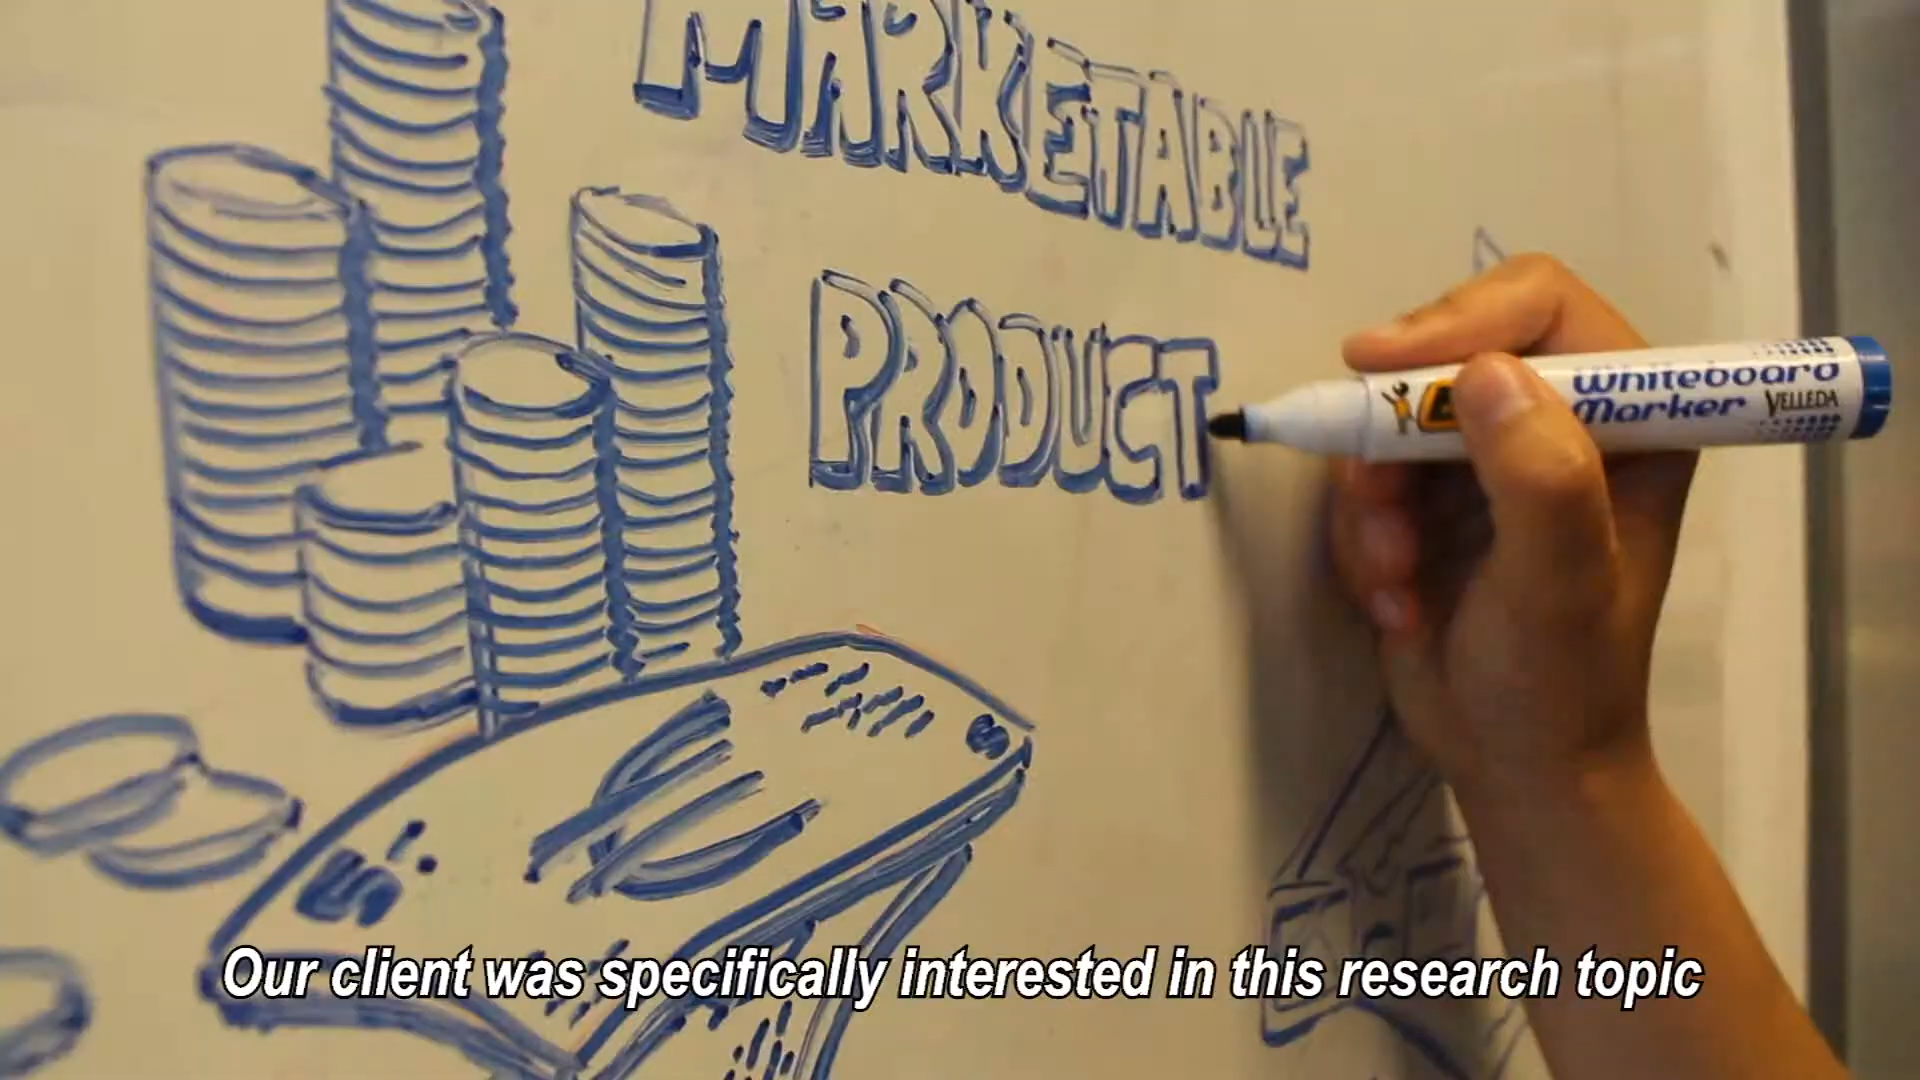 MARKETABLE
PRODUCT
Whiteboard
Marker VELLEDA
Our client was specifically interested in this research topic